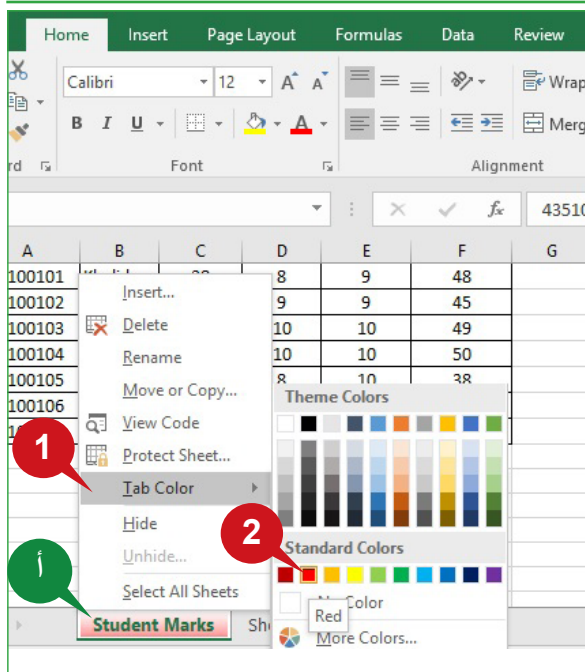 Home Insert Page Layout Formulas Data Review
Calibri 12 A A Wrap
B I U A Merg
rd Font Alignment
fx 43510
A B C D E F G
100101 8 9 48
100102 9 9 45
100103 10 10 49
100104 10 10 50
100105 8 10 38
100106
Insert...
Delete
Rename
Move or Copy...
View Code
Protect Sheet...
Tab Color
Hide
Unhide...
Select All Sheets
1
Theme Colors
2
Standard Colors
Color
Red
More Colors...
أ
Student Marks She